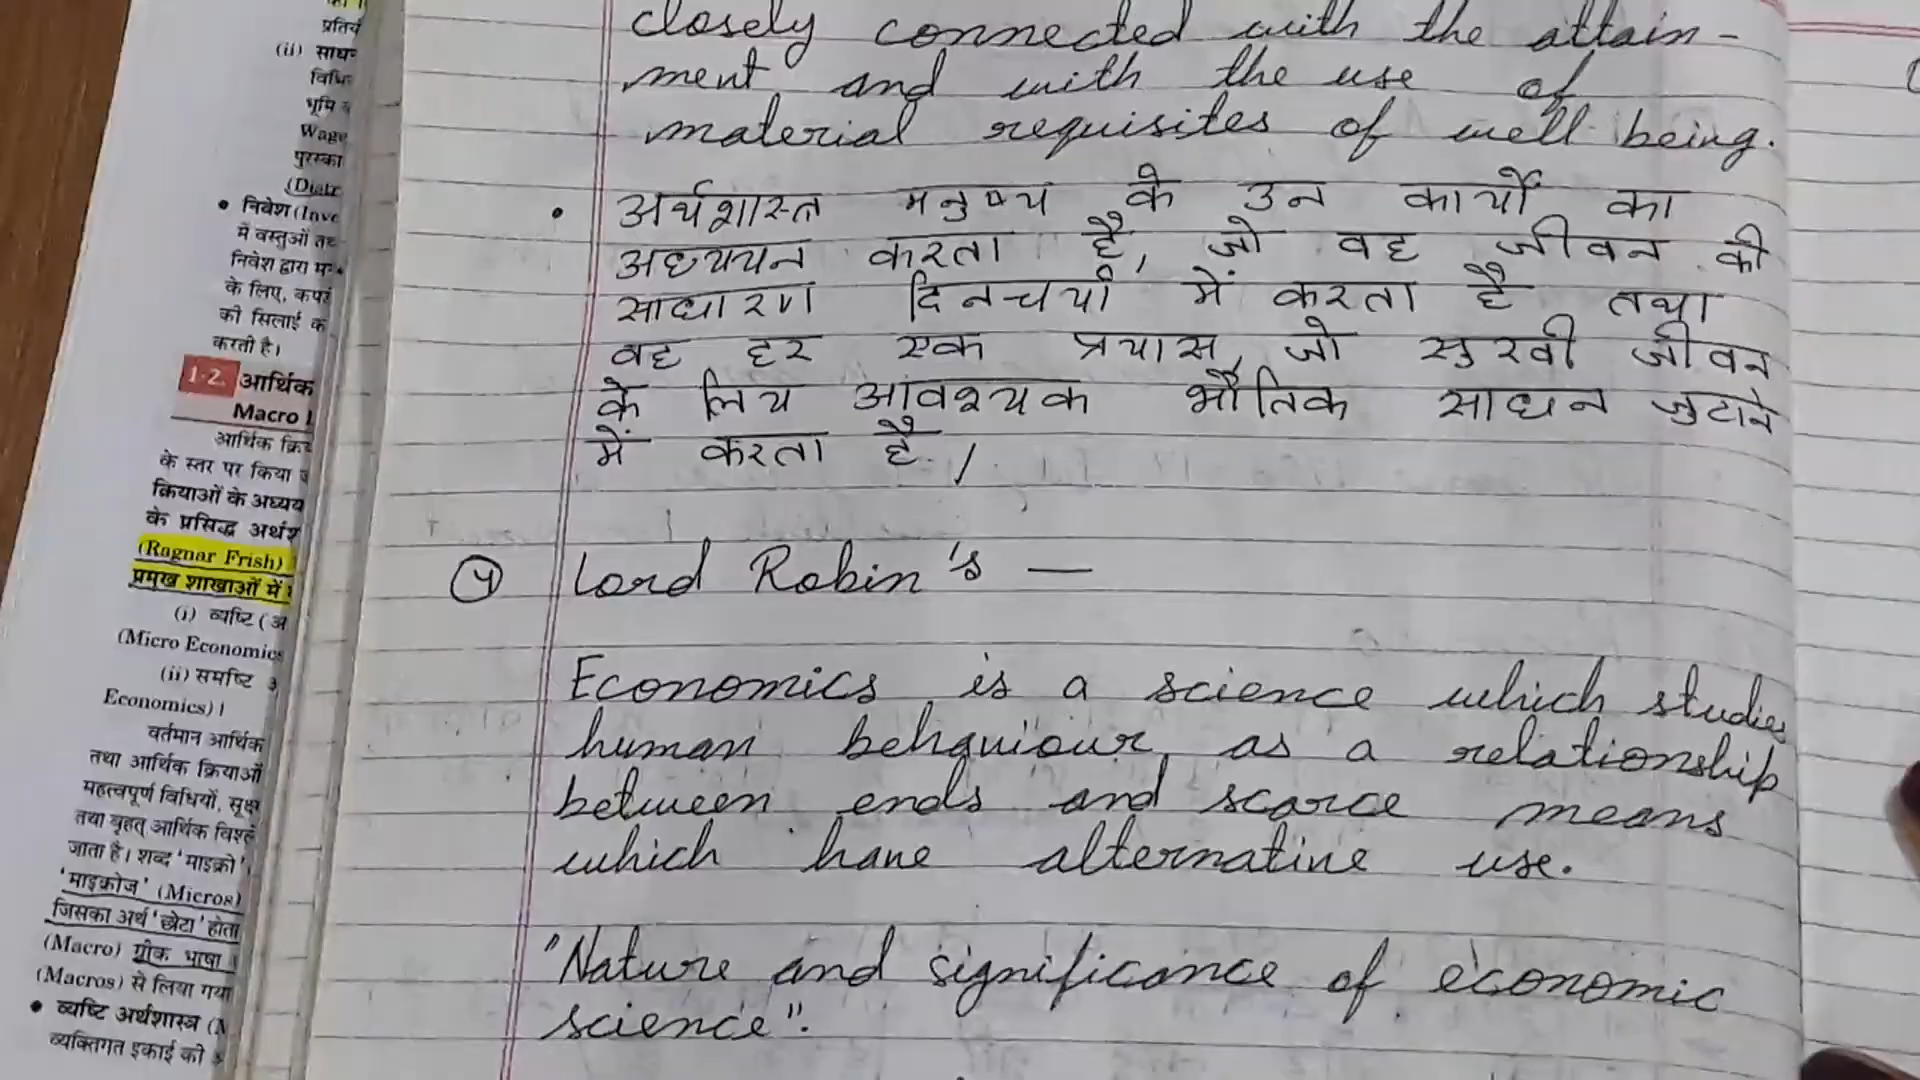 प्रतिय
(ii) साधन
विधि
भूमि
Wage
पुरस्का
(Distr
• निवेश (Inve
में वस्तुओं तथ
निवेश द्वारा म
के लिए, कपड़
की सिलाई क
करती है।
1·2. आर्थिक
Macro
आर्थिक क्रि
के स्तर पर किया ज
क्रियाओं के अध्यय
के प्रसिद्ध अर्थश
(Ragnar Frish)
प्रमुख शाखाओं में
(i) व्यष्टि (अ
(Micro Economics
(ii) समष्टि
Economics)।
वर्तमान आर्थिक
तथा आर्थिक क्रियाओं
महत्वपूर्ण विधियों, सूक्ष
तथा बृहत् आर्थिक विश्ले
जाता है। शब्द 'माइक्रो'
'माइक्रोज' (Micros)
जिसका अर्थ 'छोटा' होता
(Macro) ग्रीक भाषा
(Macros) से लिया गया
• व्यष्टि अर्थशास्त्र (M
व्यक्तिगत इकाई की
closely connected with the attain-
ment and with the use of
material requisites of well being.
• अर्थशास्त्र मनुष्य के उन कार्यों का
अध्ययन करता है, जो वह जीवन की
साधारण दिनचर्या में करता है तथा
वह हर एक प्रयास, जो सुखी जीवन
के लिय आवश्यक भौतिक साधन जुटाने
में करता है।
४ Lord Robin's —
Economics is a science which studies
human behaviour as a relationship
between ends and scarce means
which have alternative use.
"Nature and significance of economic
science".